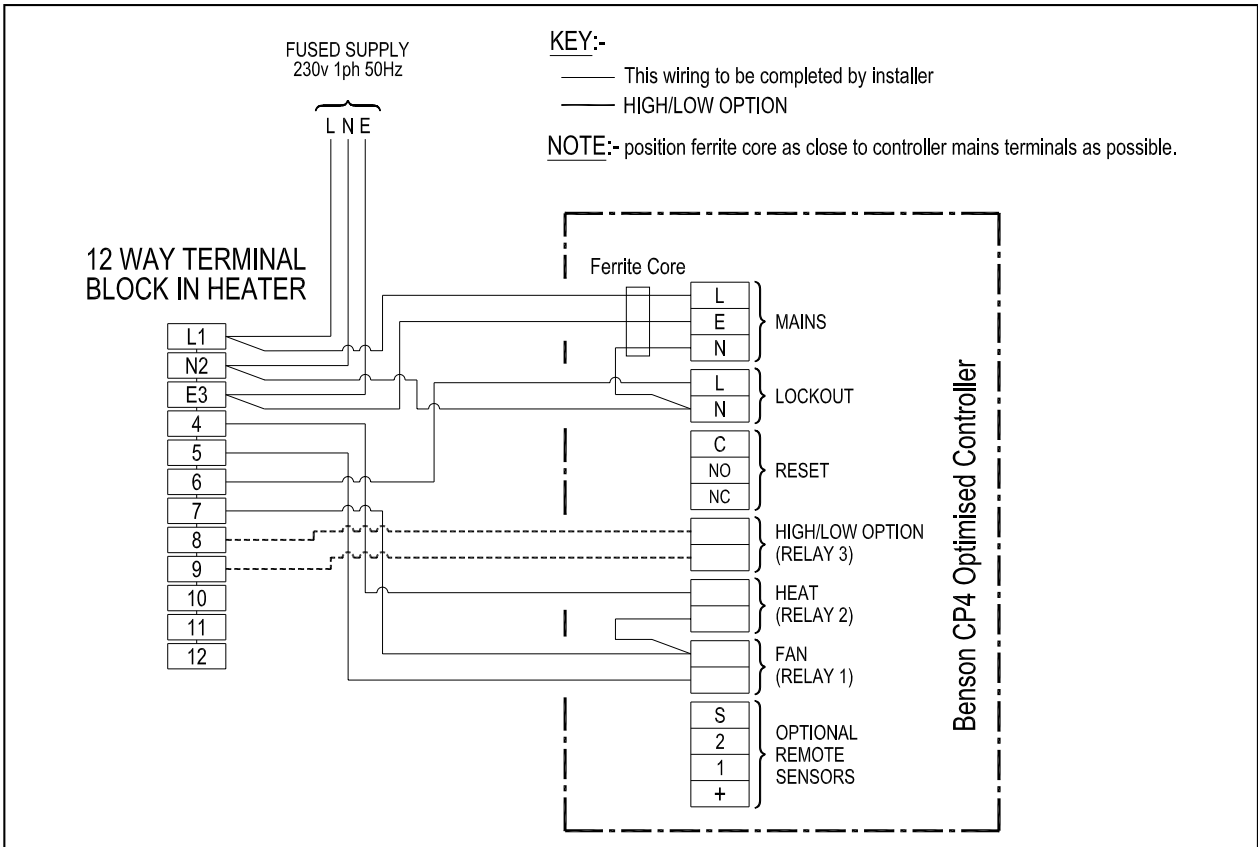 FUSED SUPPLY
230v 1ph 50Hz
L N E
KEY:-
This wiring to be completed by installer
HIGH/LOW OPTION
NOTE:- position ferrite core as close to controller mains terminals as possible.
12 WAY TERMINAL
BLOCK IN HEATER
L1
N2
E3
4
5
6
7
8
9
10
11
12
Ferrite Core
L
E
N
MAINS
L
N
LOCKOUT
C
NO
NC
RESET
HIGH/LOW OPTION
(RELAY 3)
HEAT
(RELAY 2)
FAN
(RELAY 1)
S
2
1
+
OPTIONAL
REMOTE
SENSORS
Benson CP4 Optimised Controller